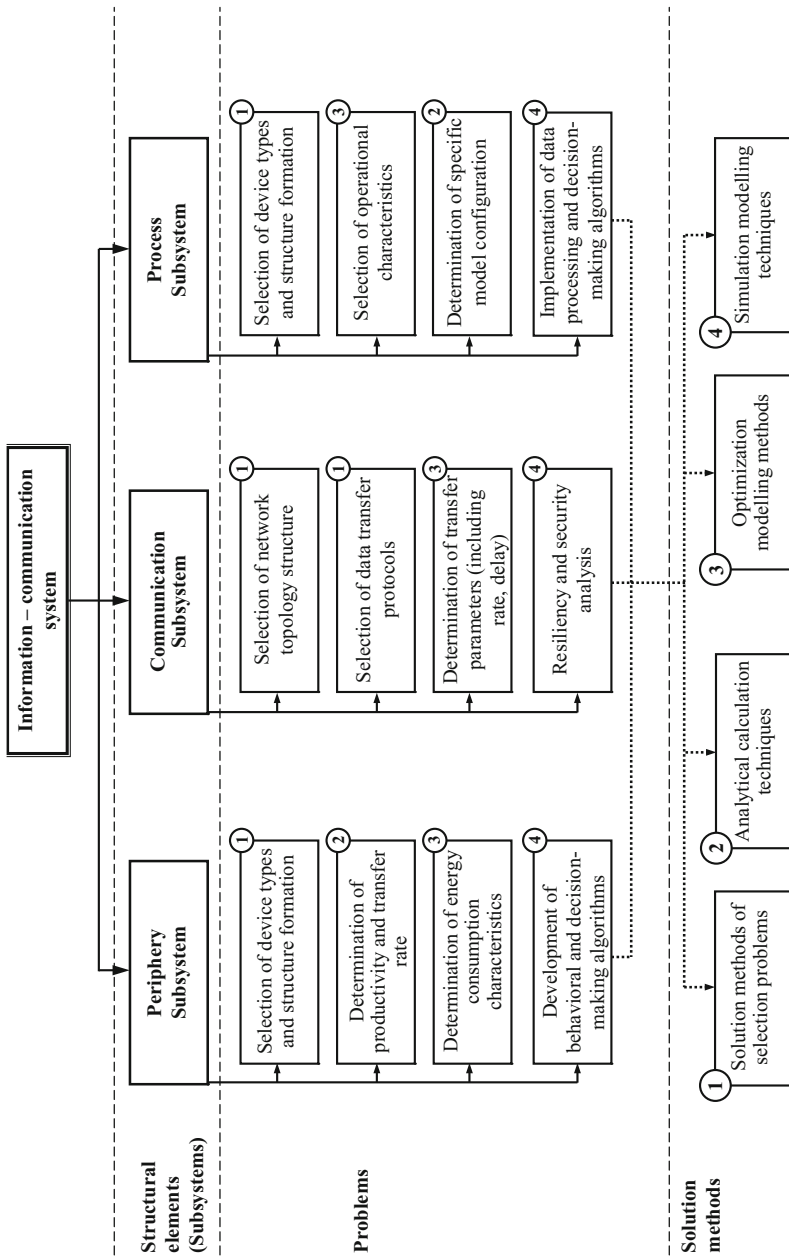 Information – communication
system
Structural
elements
(Subsystems)
Periphery
Subsystem
Communication
Subsystem
Process
Subsystem
Problems
1
Selection of device types
and structure formation
2
Determination of
productivity and transfer
rate
3
Determination of energy
consumption
characteristics
4
Development of
behavioral and decision-
making algorithms
1
Selection of network
topology structure
1
Selection of data transfer
protocols
3
Determination of transfer
parameters (including
rate, delay)
4
Resiliency and security
analysis
1
Selection of device types
and structure formation
3
Selection of operational
characteristics
2
Determination of specific
model configuration
4
Implementation of data
processing and decision-
making algorithms
Solution
methods
1
Solution methods of
selection problems
2
Analytical calculation
techniques
3
Optimization
modelling methods
4
Simulation modelling
techniques